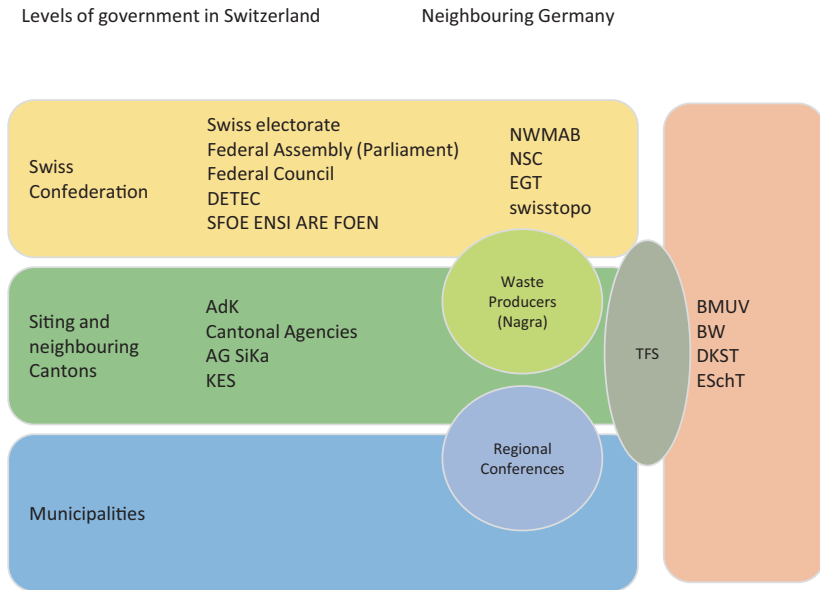 Levels of government in Switzerland
Neighbouring Germany
Swiss
Confederation
Swiss electorate
Federal Assembly (Parliament)
Federal Council
DETEC
SFOE ENSI ARE FOEN
NWMAB
NSC
EGT
swisstopo
Siting and
neighbouring
Cantons
AdK
Cantonal Agencies
AG SiKa
KES
Waste
Producers
(Nagra)
TFS
BMUV
BW
DKST
ESchT
Regional
Conferences
Municipalities